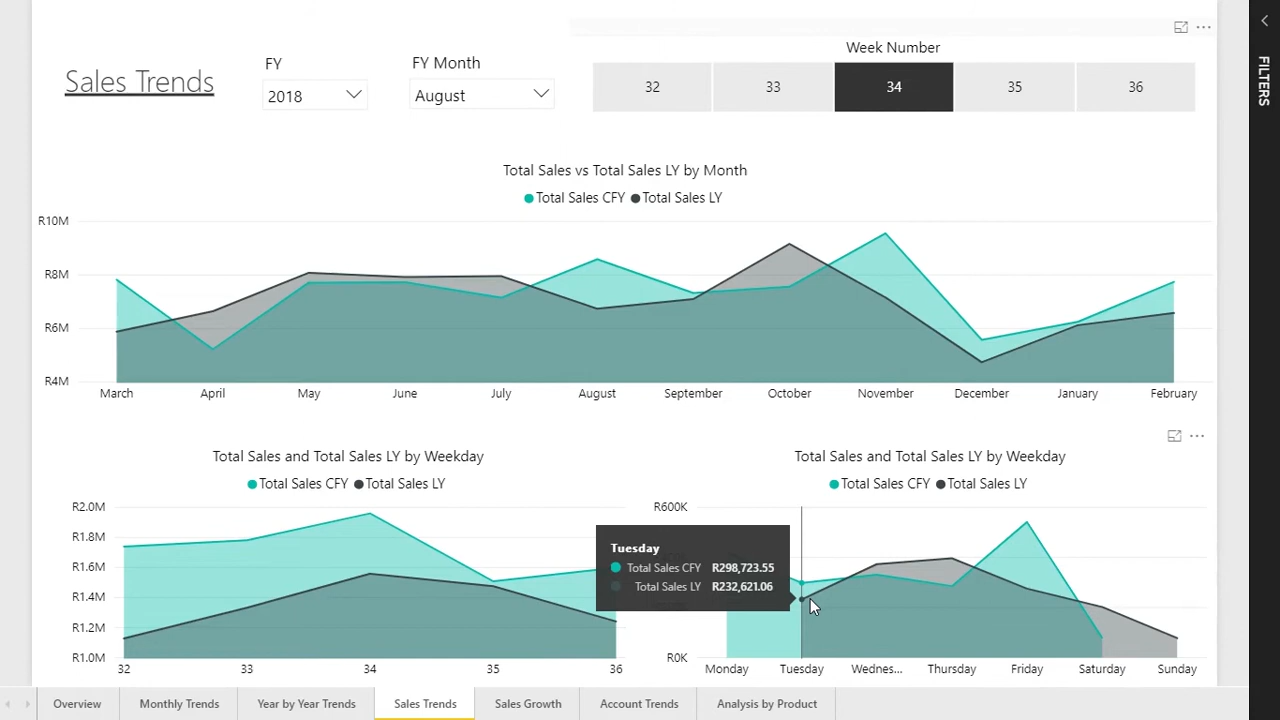 Sales Trends
FY
2018
FY Month
August
Week Number
32 33 34 35 36
FILTERS
Total Sales vs Total Sales LY by Month
Total Sales CFY Total Sales LY
R10M
R8M
R6M
R4M
March April May June July August September October November December January February
Total Sales and Total Sales LY by Weekday
Total Sales CFY Total Sales LY
R2.0M
R1.8M
R1.6M
R1.4M
R1.2M
R1.0M
32 33 34 35 36
Total Sales and Total Sales LY by Weekday
Total Sales CFY Total Sales LY
R600K
R0K
Tuesday
Total Sales CFY R298,723.55
Total Sales LY R232,621.06
Monday Tuesday Wednes... Thursday Friday Saturday Sunday
Overview Monthly Trends Year by Year Trends Sales Trends Sales Growth Account Trends Analysis by Product